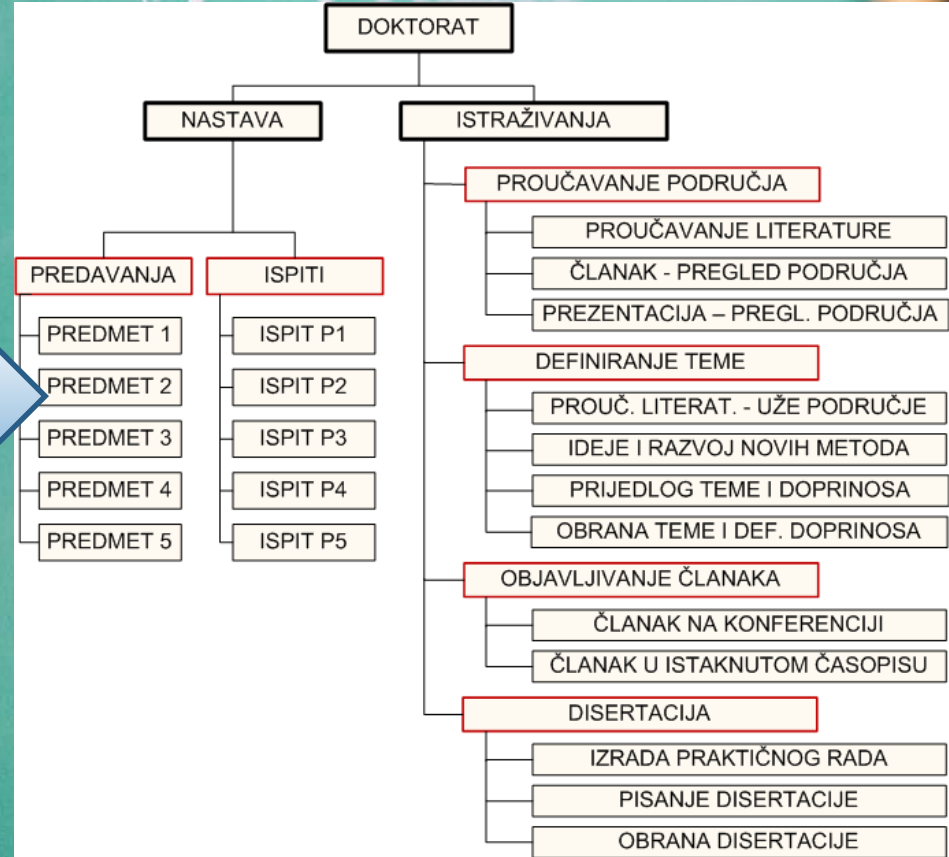 DOKTORAT
NASTAVA
ISTRAŽIVANJA
PREDAVANJA
PREDMET 1
PREDMET 2
PREDMET 3
PREDMET 4
PREDMET 5
ISPITI
ISPIT P1
ISPIT P2
ISPIT P3
ISPIT P4
ISPIT P5
PROUČAVANJE PODRUČJA
PROUČAVANJE LITERATURE
ČLANAK - PREGLED PODRUČJA
PREZENTACIJA – PREGL. PODRUČJA
DEFINIRANJE TEME
PROUČ. LITERAT. - UŽE PODRUČJE
IDEJE I RAZVOJ NOVIH METODA
PRIJEDLOG TEME I DOPRINOSA
OBRANA TEME I DEF. DOPRINOSA
OBJAVLJIVANJE ČLANAKA
ČLANAK NA KONFERENCIJI
ČLANAK U ISTAKNUTOM ČASOPISU
DISERTACIJA
IZRADA PRAKTIČNOG RADA
PISANJE DISERTACIJE
OBRANA DISERTACIJE